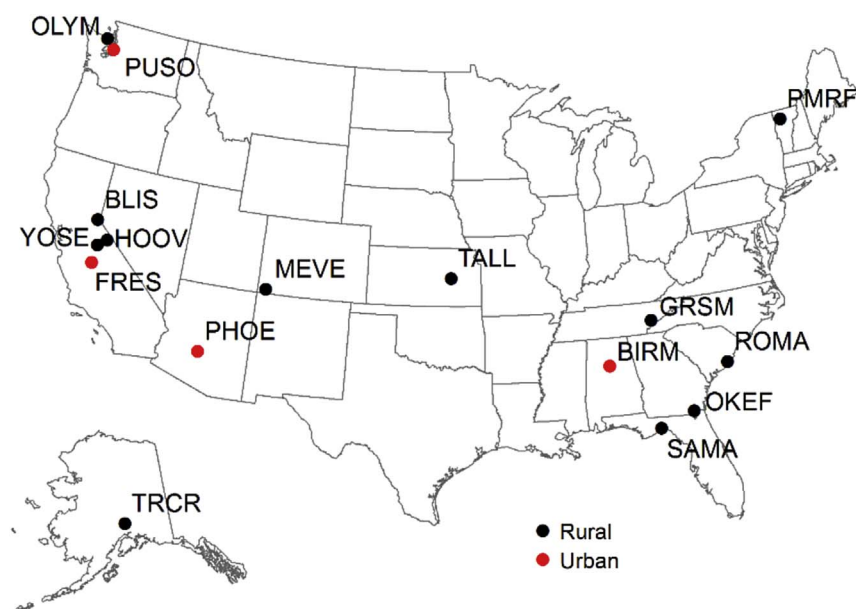 OLYM
PUSO
PMRF
BLIS
YOSE
HOOV
FRES
MEVE
TALL
PHOE
GRSM
ROMA
BIRM
OKEF
SAMA
TRCR
Rural
Urban